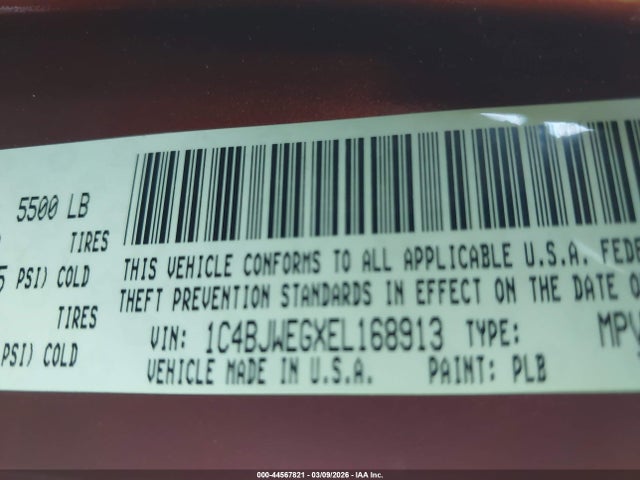 5500 LB
TIRES
5 PSI) COLD
TIRES
PSI) COLD
THIS VEHICLE CONFORMS TO ALL APPLICABLE U.S.A. FEDE
THEFT PREVENTION STANDARDS IN EFFECT ON THE DATE O
VIN: 1C4BJWEGXEL168913 TYPE: MPV
VEHICLE MADE IN U.S.A. PAINT: PLB
000-44567821 - 03/09/2026 - IAA Inc.